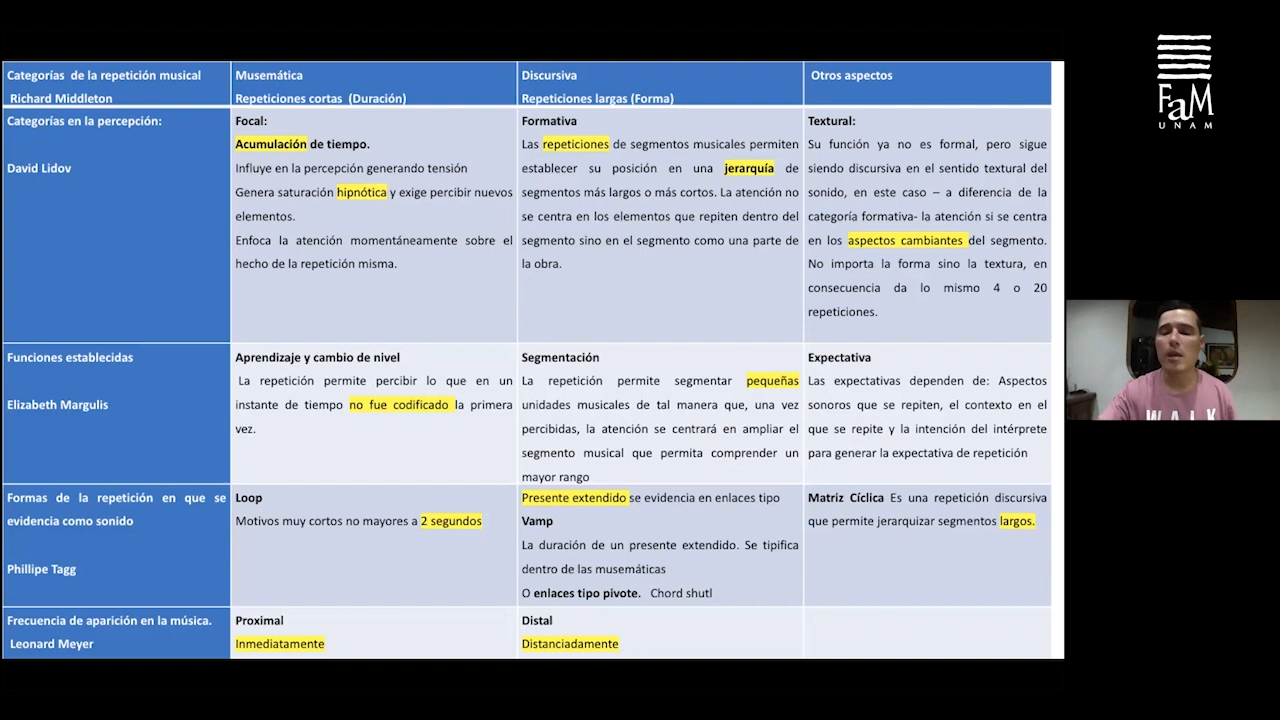 Categorías de la repetición musical
Richard Middleton
Musemática
Repeticiones cortas (Duración)
Discursiva
Repeticiones largas (Forma)
Otros aspectos
Categorías en la percepción:
David Lidov
Focal:
Acumulación de tiempo.
Influye en la percepción generando tensión
Genera saturación hipnótica y exige percibir nuevos
elementos.
Enfoca la atención momentáneamente sobre el
hecho de la repetición misma.
Formativa
Las repeticiones de segmentos musicales permiten
establecer su posición en una jerarquía de
segmentos más largos o más cortos. La atención no
se centra en los elementos que repiten dentro del
segmento sino en el segmento como una parte de
la obra.
Textural:
Su función ya no es formal, pero sigue
siendo discursiva en el sentido textural del
sonido, en este caso – a diferencia de la
categoría formativa- la atención si se centra
en los aspectos cambiantes del segmento.
No importa la forma sino la textura, en
consecuencia da lo mismo 4 o 20
repeticiones.
Funciones establecidas
Elizabeth Margulis
Aprendizaje y cambio de nivel
La repetición permite percibir lo que en un
instante de tiempo no fue codificado la primera
vez.
Segmentación
La repetición permite segmentar pequeñas
unidades musicales de tal manera que, una vez
percibidas, la atención se centrará en ampliar el
segmento musical que permita comprender un
mayor rango
Expectativa
Las expectativas dependen de: Aspectos
sonoros que se repiten, el contexto en el
que se repite y la intención del intérprete
para generar la expectativa de repetición
Formas de la repetición en que se
evidencia como sonido
Phillipe Tagg
Loop
Motivos muy cortos no mayores a 2 segundos
Presente extendido se evidencia en enlaces tipo
Vamp
La duración de un presente extendido. Se tipifica
dentro de las musemáticas
O enlaces tipo pivote. Chord shutl
Matriz Cíclica Es una repetición discursiva
que permite jerarquizar segmentos largos.
Frecuencia de aparición en la música.
Leonard Meyer
Proximal
Inmediatamente
Distal
Distanciadamente
FaM
UNAM
WALK